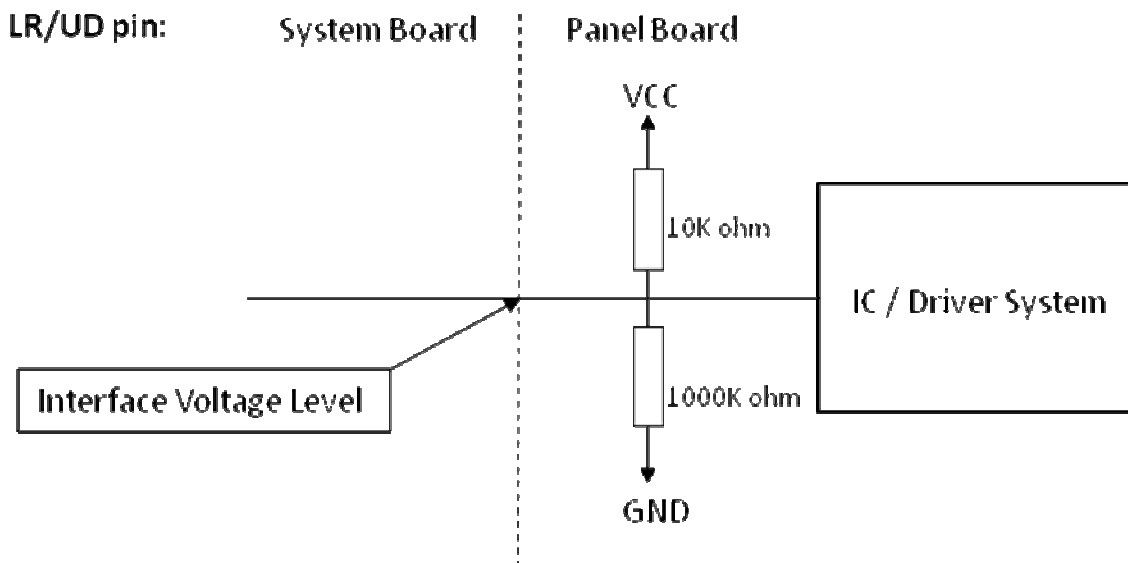 LR/UD pin:
System Board
Panel Board
VCC
10K ohm
IC / Driver System
Interface Voltage Level
1000K ohm
GND